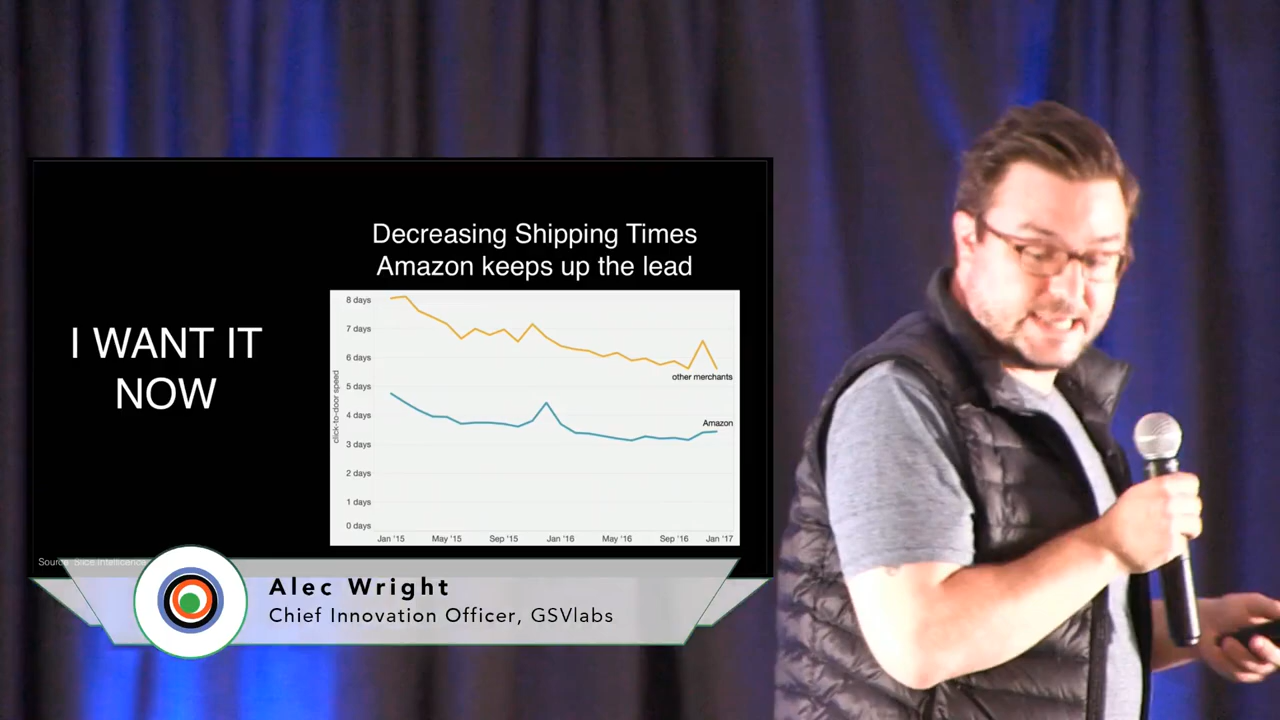 Decreasing Shipping Times
Amazon keeps up the lead
I WANT IT
NOW
8 days
7 days
6 days
5 days
4 days
3 days
2 days
1 days
0 days
click-to-door speed
other merchants
Amazon
Jan '15
May '15
Sep '15
Jan '16
May '16
Sep '16
Jan '17
Source: Slice Intelligence
Alec Wright
Chief Innovation Officer, GSVlabs